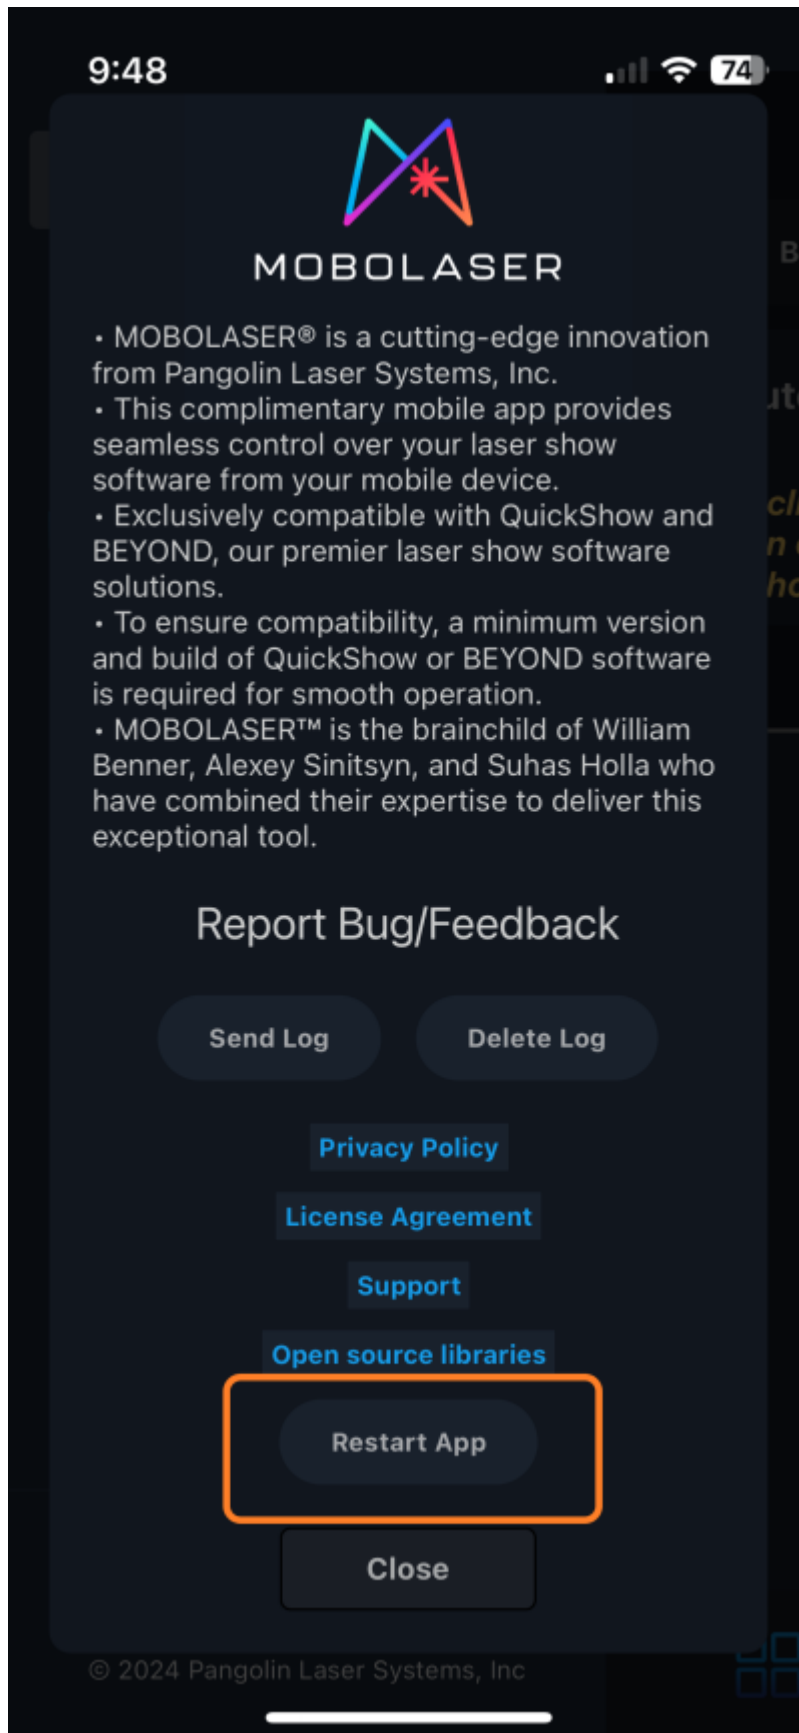 9:48
74
MOBOLASER
B
• MOBOLASER® is a cutting-edge innovation
from Pangolin Laser Systems, Inc.
• This complimentary mobile app provides
seamless control over your laser show
software from your mobile device.
• Exclusively compatible with QuickShow and
BEYOND, our premier laser show software
solutions.
• To ensure compatibility, a minimum version
and build of QuickShow or BEYOND software
is required for smooth operation.
• MOBOLASER™ is the brainchild of William
Benner, Alexey Sinitsyn, and Suhas Holla who
have combined their expertise to deliver this
exceptional tool.
Report Bug/Feedback
Send Log Delete Log
Privacy Policy
License Agreement
Support
Open source libraries
Restart App
Close
© 2024 Pangolin Laser Systems, Inc